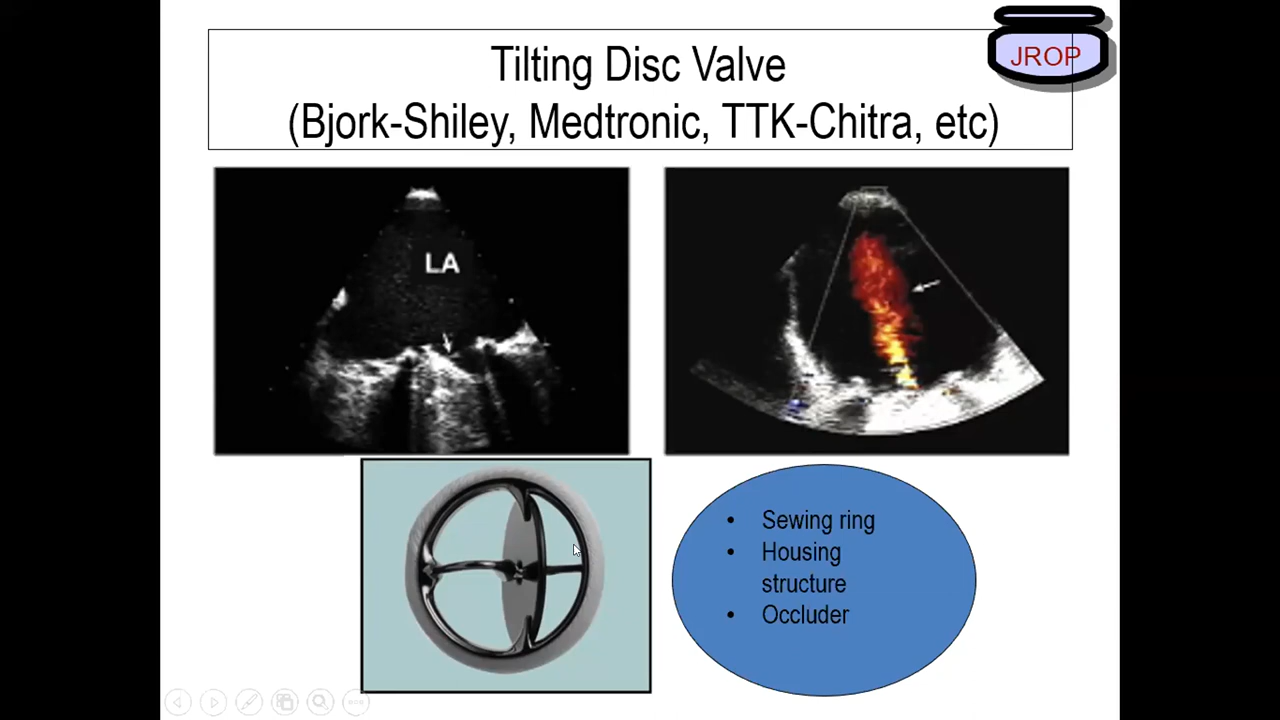 JROP
Tilting Disc Valve
(Bjork-Shiley, Medtronic, TTK-Chitra, etc)
LA
• Sewing ring
• Housing
structure
• Occluder